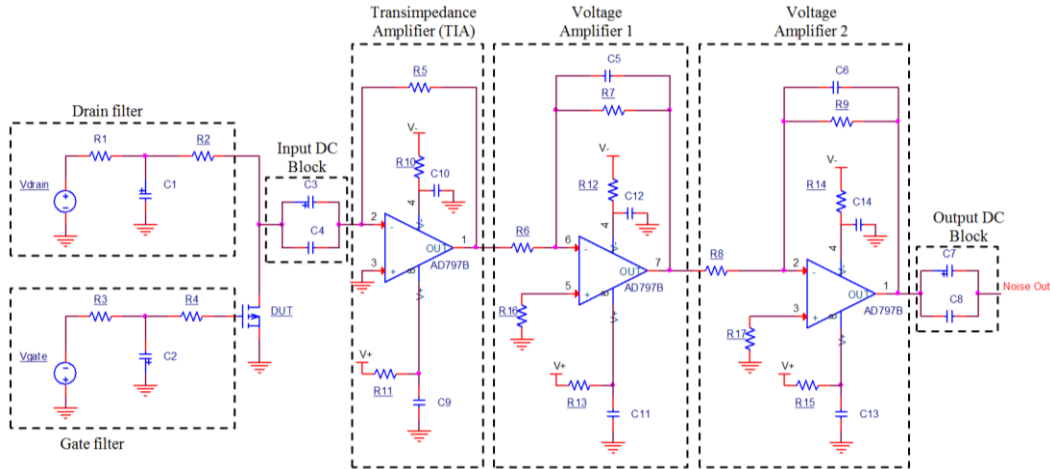 Transimpedance
Amplifier (TIA)
Voltage
Amplifier 1
Voltage
Amplifier 2
Drain filter
R1
R2
Vdrain
C1
Input DC
Block
C3
C4
R5
V-
R10
C10
4
V-
2
-
3
+
OUT
1
AD797B
8
V+
V+
R11
C9
C5
R7
V-
R12
C12
4
V-
R6
6
-
5
+
OUT
7
AD797B
R16
8
V+
V+
R13
C11
C6
R9
V-
R14
C14
4
V-
R8
2
-
3
+
OUT
1
AD797B
R17
8
V+
V+
R15
C13
Output DC
Block
C7
C8
Noise Out
R3
R4
Vgate
C2
DUT
Gate filter